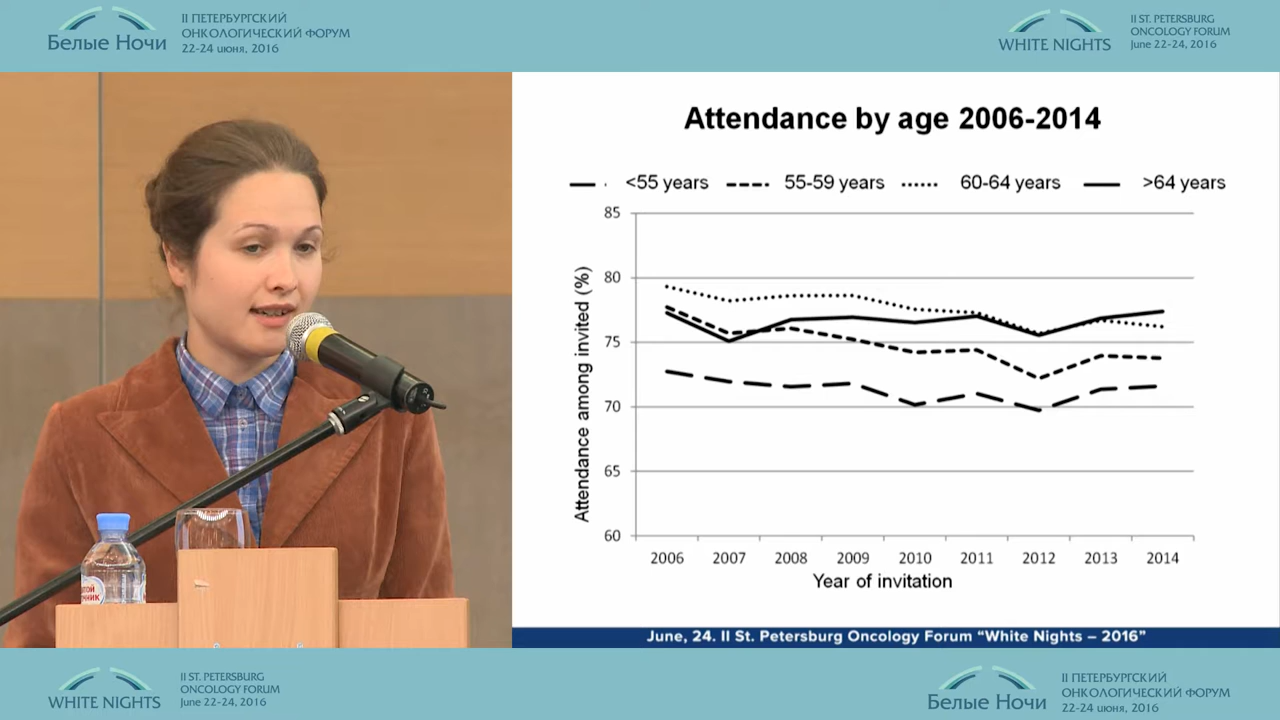 Белые Ночи
II ПЕТЕРБУРГСКИЙ
ОНКОЛОГИЧЕСКИЙ ФОРУМ
22-24 июня, 2016
WHITE NIGHTS
II ST. PETERSBURG
ONCOLOGY FORUM
June 22-24, 2016
Attendance by age 2006-2014
<55 years 55-59 years 60-64 years >64 years
Attendance among invited (%)
85
80
75
70
65
60
2006 2007 2008 2009 2010 2011 2012 2013 2014
Year of invitation
June, 24. II St. Petersburg Oncology Forum “White Nights – 2016”
WHITE NIGHTS
II ST. PETERSBURG
ONCOLOGY FORUM
June 22-24, 2016
Белые Ночи
II ПЕТЕРБУРГСКИЙ
ОНКОЛОГИЧЕСКИЙ ФОРУМ
22-24 июня, 2016